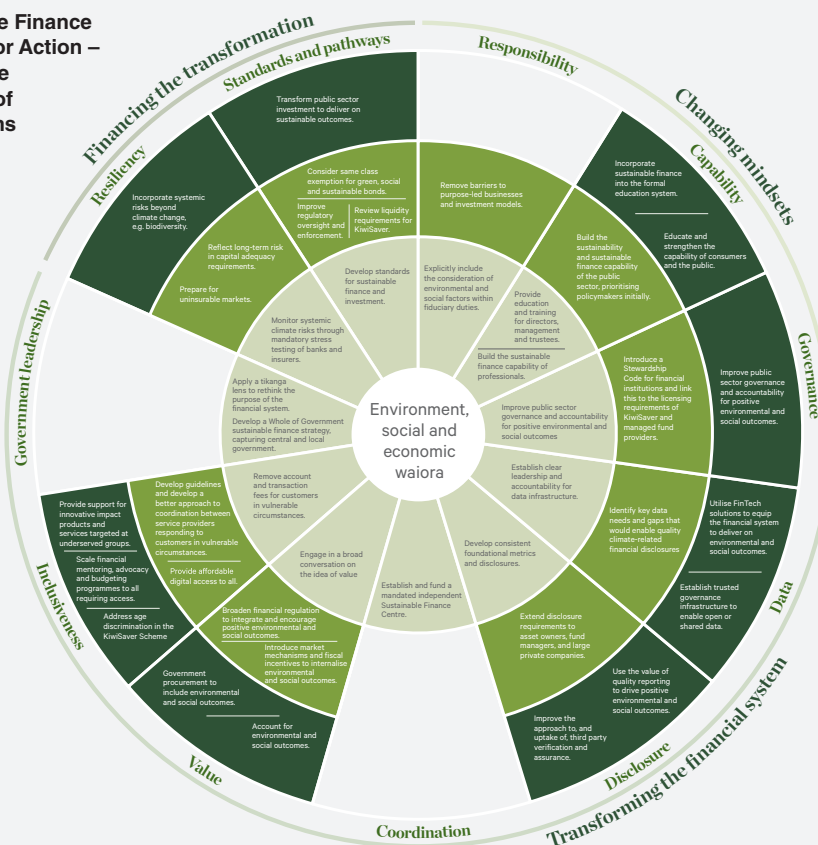 e Finance
or Action –
e
of
ns
Financing the transformation
Standards and pathways
Responsibility
Changing mindsets
Capability
Resiliency
Governance
Government leadership
Data
Inclusiveness
Value
Coordination
Disclosure
Transforming the financial system
Environment,
social and
economic
waiora
Transform public sector
investment to deliver on
sustainable outcomes.
Consider same class
exemption for green, social
and sustainable bonds.
Improve
regulatory
oversight and
enforcement.
Review liquidity
requirements for
KiwiSaver.
Develop standards
for sustainable
finance and
investment.
Remove barriers to
purpose-led businesses
and investment models.
Explicitly include
the consideration of
environmental and
social factors within
fiduciary duties.
Incorporate
sustainable finance
into the formal
education system.
Educate and
strengthen the
capability of consumers
and the public.
Build the
sustainability
and sustainable
finance capability
of the public
sector, prioritising
policymakers initially.
Provide
education
and training
for directors,
management
and trustees.
Build the sustainable
finance capability of
professionals.
Improve public
sector governance
and accountability
for positive
environmental and
social outcomes.
Introduce a
Stewardship
Code for financial
institutions and link
this to the licensing
requirements of
KiwiSaver and
managed fund
providers.
Improve public sector
governance and accountability
for positive environmental and
social outcomes
Utilise FinTech
solutions to equip
the financial system
to deliver on
environmental and
social outcomes.
Establish trusted
governance
infrastructure to
enable open or
shared data.
Identify key data
needs and gaps that
would enable quality
climate-related
financial disclosures
Establish clear
leadership and
accountability for
data infrastructure.
Use the value of
quality reporting
to drive positive
environmental and
social outcomes.
Improve the
approach to, and
uptake of, third party
verification and
assurance.
Extend disclosure
requirements to
asset owners, fund
managers, and large
private companies.
Develop consistent
foundational metrics
and disclosures.
Establish and fund a
mandated independent
Sustainable Finance
Centre.
Engage in a broad
conversation on
the idea of value
Broaden financial regulation
to integrate and encourage
positive environmental and
social outcomes.
Introduce market
mechanisms and fiscal
incentives to internalise
environmental
and social outcomes.
Government
procurement to
include environmental
and social outcomes.
Account for
environmental and
social outcomes.
Remove account
and transaction
fees for customers
in vulnerable
circumstances.
Develop guidelines
and develop a
better approach to
coordination between
service providers
responding to
customers in vulnerable
circumstances.
Provide affordable
digital access to all.
Provide support for
innovative impact
products and
services targeted at
underserved groups.
Scale financial
mentoring, advocacy
and budgeting
programmes to all
requiring access.
Address age
discrimination in the
KiwiSaver Scheme
Apply a tikanga
lens to rethink the
purpose of the
financial system.
Develop a Whole of Government
sustainable finance strategy,
capturing central and local
government.
Monitor systemic
climate risks through
mandatory stress
testing of banks and
insurers.
Reflect long-term risk
in capital adequacy
requirements.
Prepare for
uninsurable markets.
Incorporate systemic
risks beyond
climate change,
e.g. biodiversity.